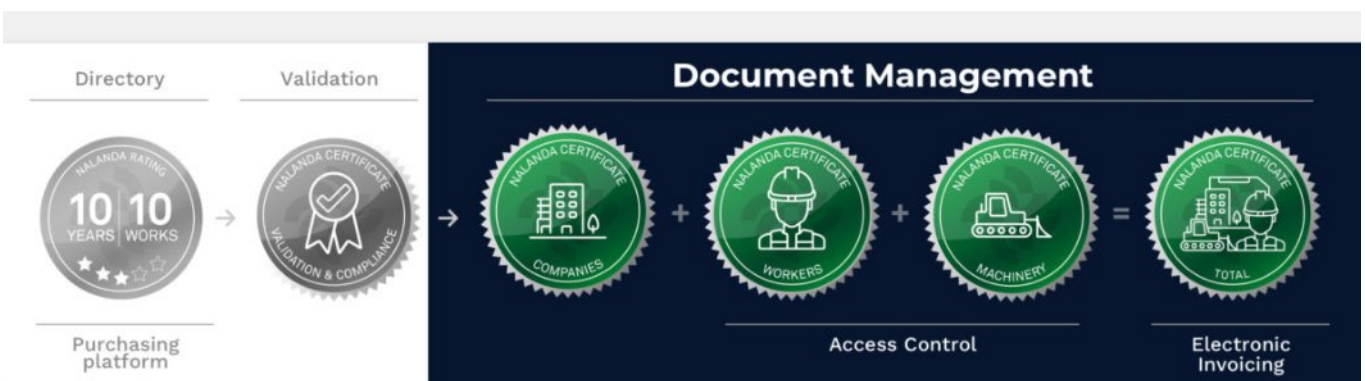 Directory
Validation
Document Management
NALANDA RATING
10 10
YEARS WORKS
NALANDA CERTIFICATE
VALIDATION & COMPLIANCE
→
→
NALANDA CERTIFICATE
COMPANIES
+
NALANDA CERTIFICATE
WORKERS
+
NALANDA CERTIFICATE
MACHINERY
=
NALANDA CERTIFICATE
TOTAL
Purchasing
platform
Access Control
Electronic
Invoicing